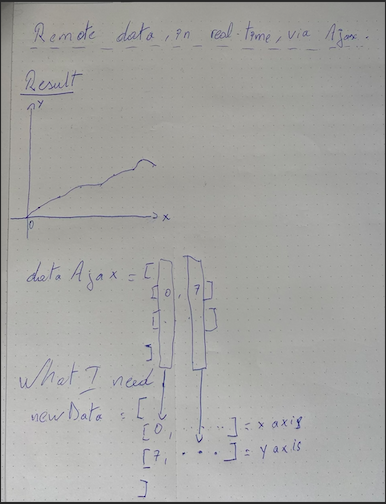 Remote data, in real-time, via Ajax.
Result
Y
0
x
dataAjax = [
[0, 7]
[. . .]
]
What I need
newData = [
[0, . . . . .] = x axis
[7, . . .] = y axis
]